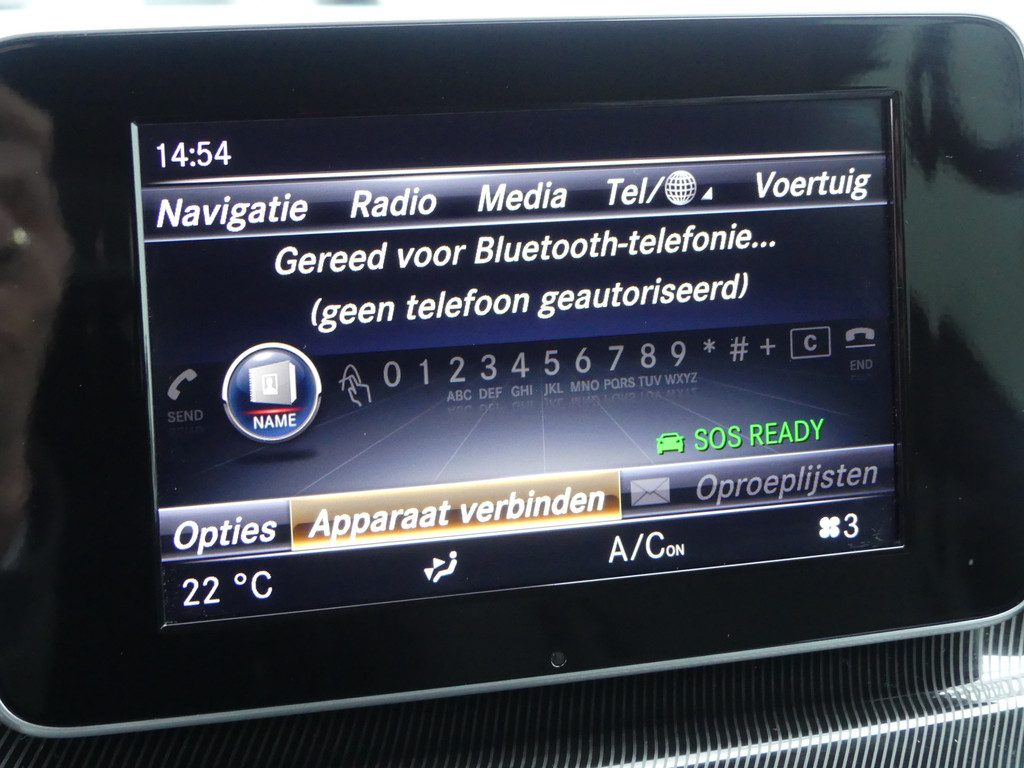 14:54
Navigatie Radio Media Tel/ Voertuig
Gereed voor Bluetooth-telefonie...
(geen telefoon geautoriseerd)
0 1 2 3 4 5 6 7 8 9 * # + C
ABC DEF GHI JKL MNO PQRS TUV WXYZ
SEND NAME END
SOS READY
Opties Apparaat verbinden Oproeplijsten
22 °C A/C ON 3